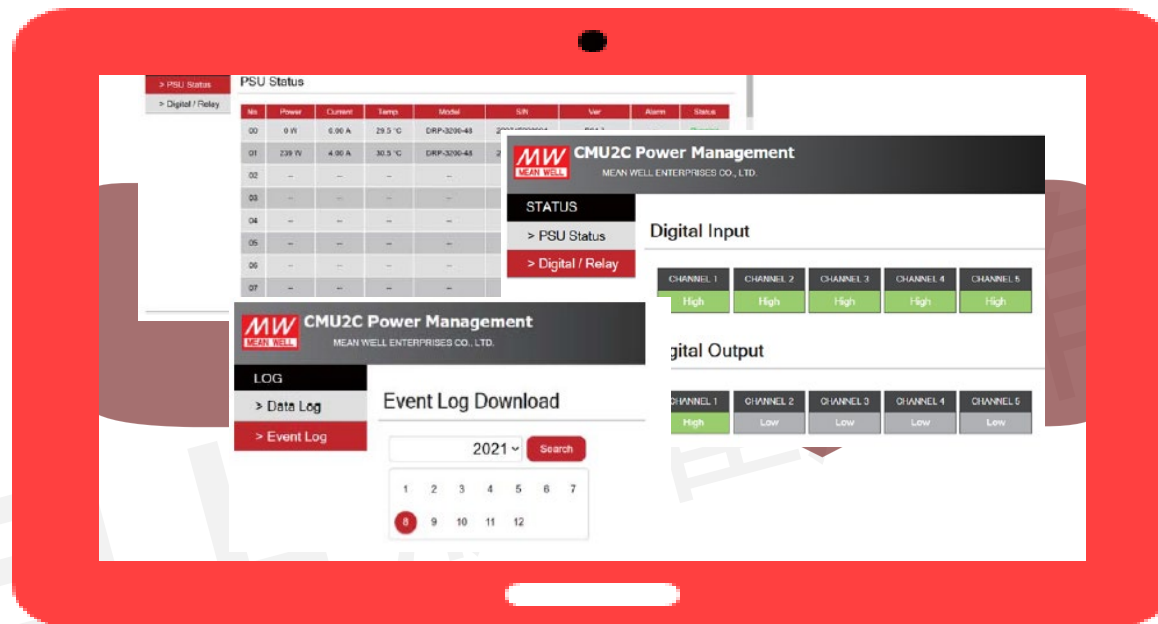 > PSU Status
> Digital / Relay
PSU Status
No Power Current Temp Model S/N Ver Alarm Status
00 0 W 0.00 A 29.5 °C DRP-3200-48
01 239 W 4.00 A 30.5 °C DRP-3200-48
02 -- -- -- --
03 -- -- -- --
04 -- -- -- --
05 -- -- -- --
06 -- -- -- --
07 -- -- -- --
MW
MEAN WELL
CMU2C Power Management
MEAN WELL ENTERPRISES CO., LTD.
STATUS
> PSU Status
> Digital / Relay
Digital Input
CHANNEL 1 CHANNEL 2 CHANNEL 3 CHANNEL 4 CHANNEL 5
High High High High High
gital Output
CHANNEL 1 CHANNEL 2 CHANNEL 3 CHANNEL 4 CHANNEL 5
High Low Low Low Low
MW
MEAN WELL
CMU2C Power Management
MEAN WELL ENTERPRISES CO., LTD.
LOG
> Data Log
> Event Log
Event Log Download
2021 Search
1 2 3 4 5 6 7
8 9 10 11 12